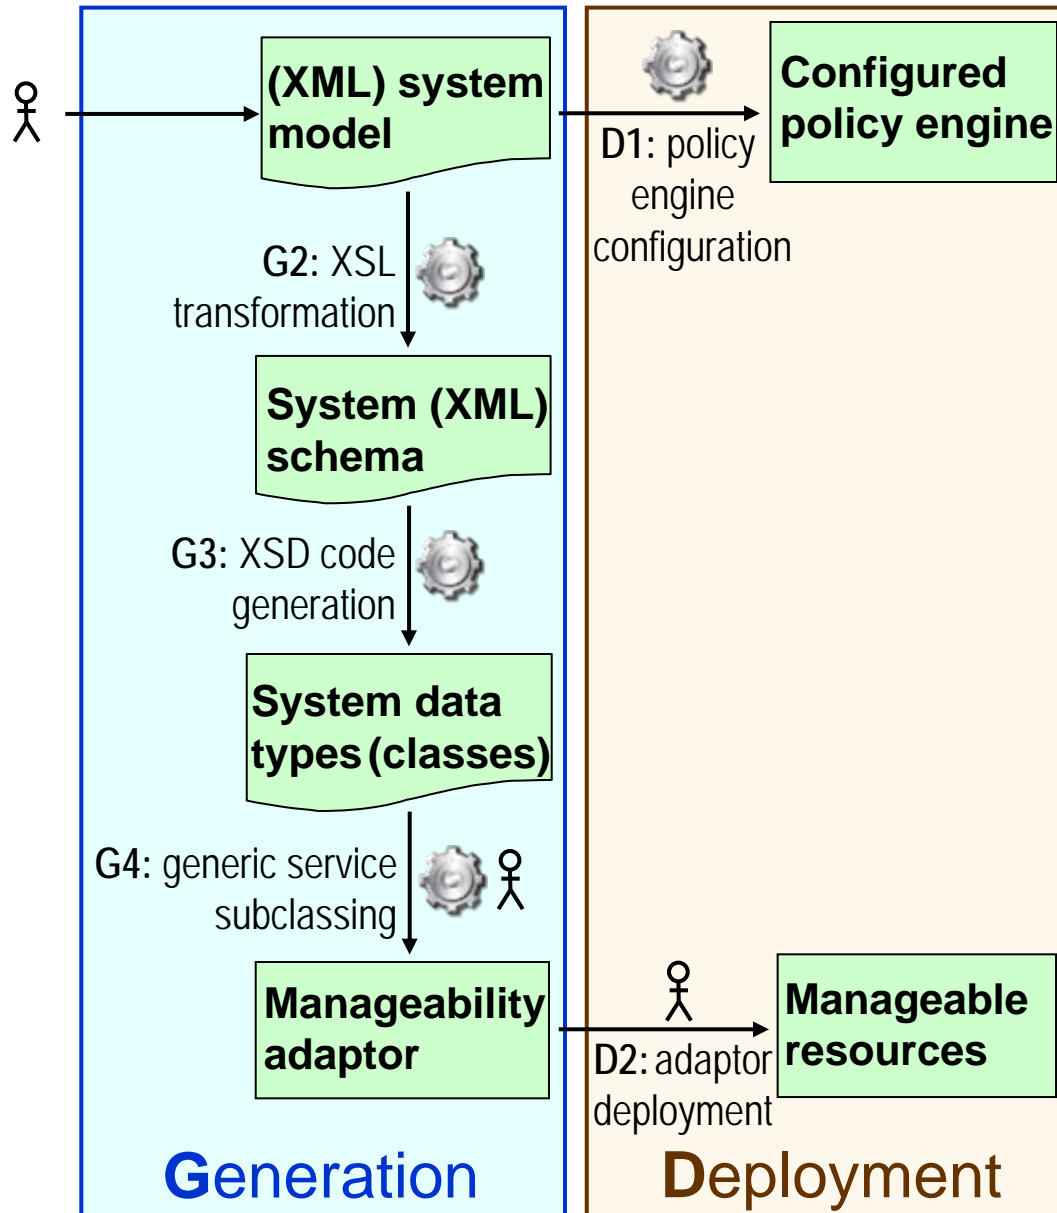 (XML) system
model
Configured
policy engine
D1: policy
engine
configuration
G2: XSL
transformation
System (XML)
schema
G3: XSD code
generation
System data
types (classes)
G4: generic service
subclassing
Manageability
adaptor
Manageable
resources
D2: adaptor
deployment
Generation
Deployment